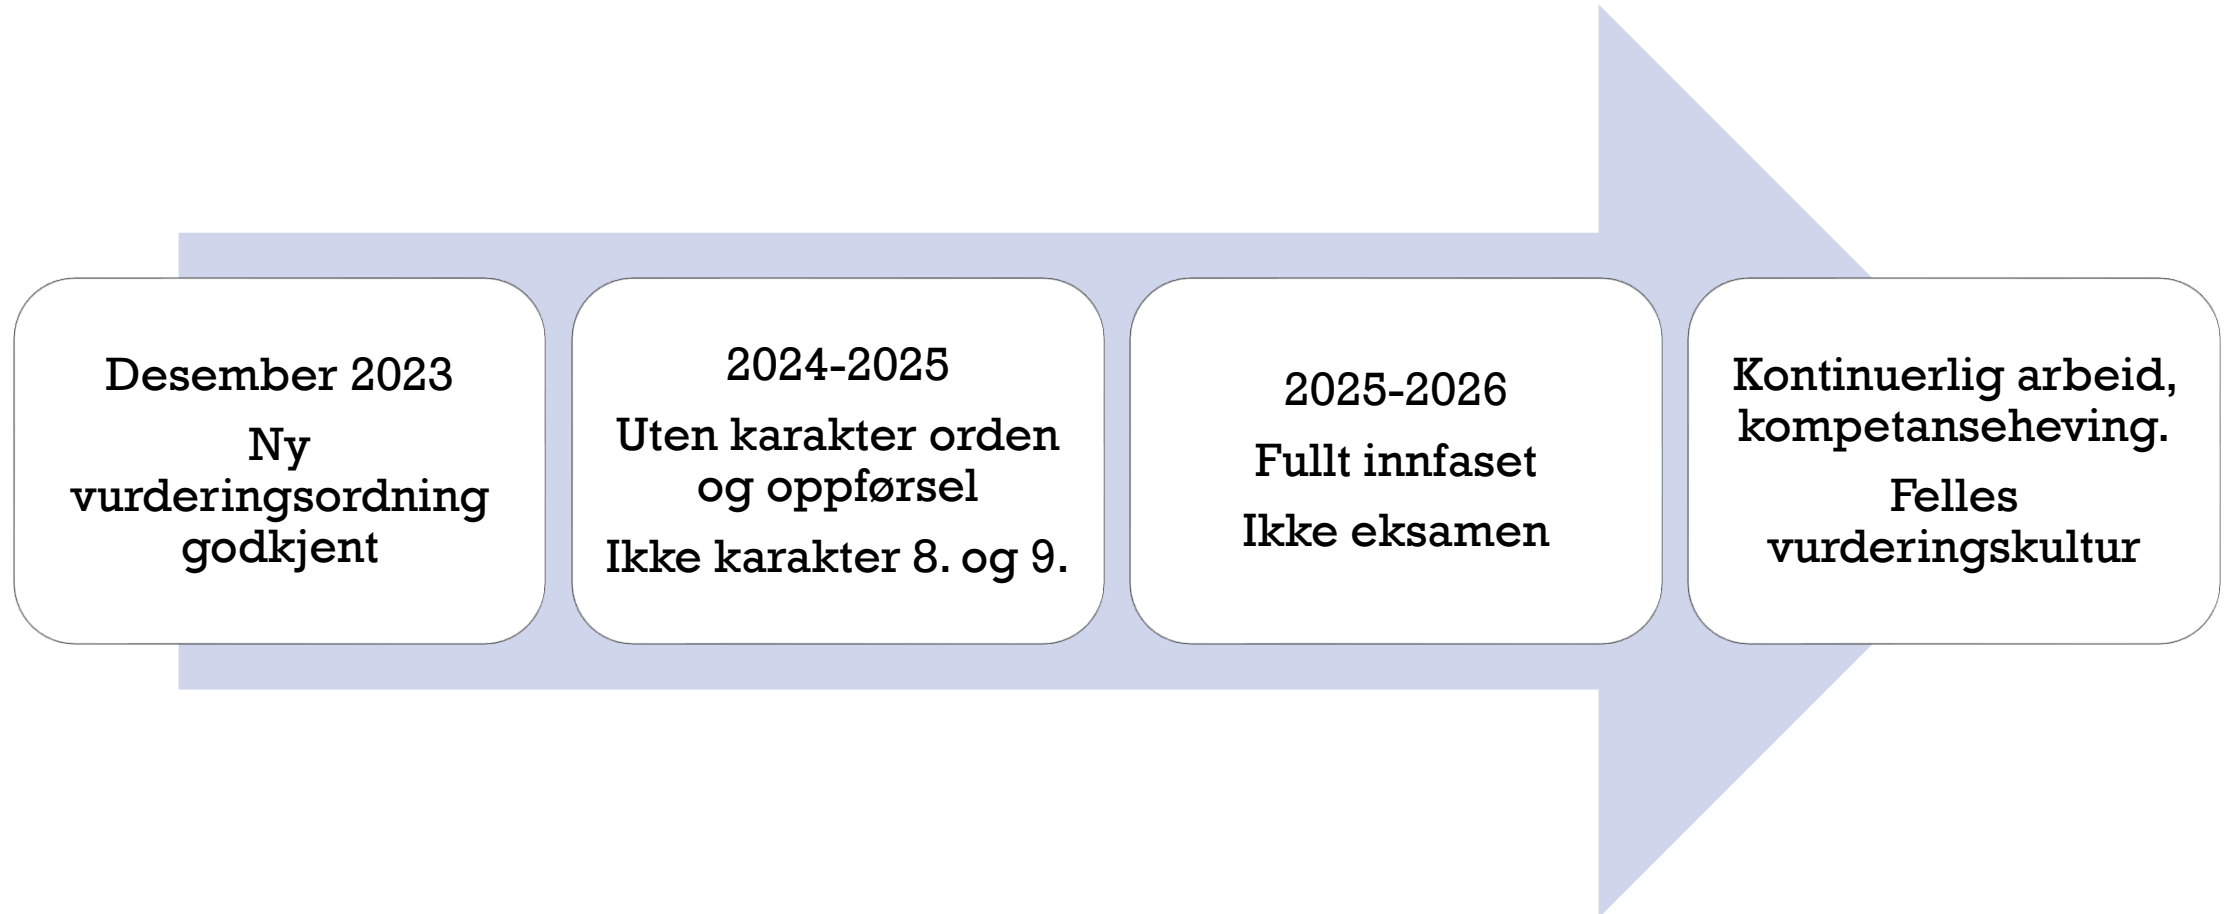 Desember 2023
Ny
vurderingsordning
godkjent
2024-2025
Uten karakter orden
og oppførsel
Ikke karakter 8. og 9.
2025-2026
Fullt innfaset
Ikke eksamen
Kontinuerlig arbeid,
kompetanseheving.
Felles
vurderingskultur